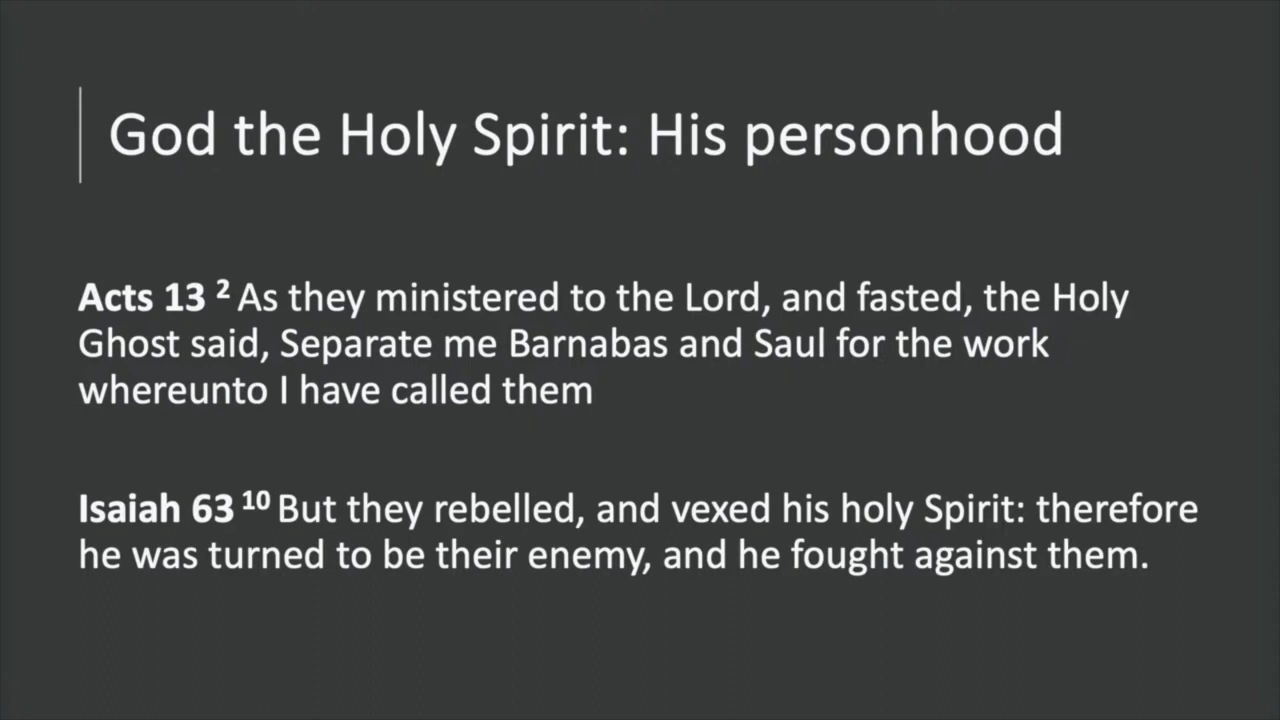 God the Holy Spirit: His personhood
Acts 13 2 As they ministered to the Lord, and fasted, the Holy
Ghost said, Separate me Barnabas and Saul for the work
whereunto I have called them
Isaiah 63 10 But they rebelled, and vexed his holy Spirit: therefore
he was turned to be their enemy, and he fought against them.